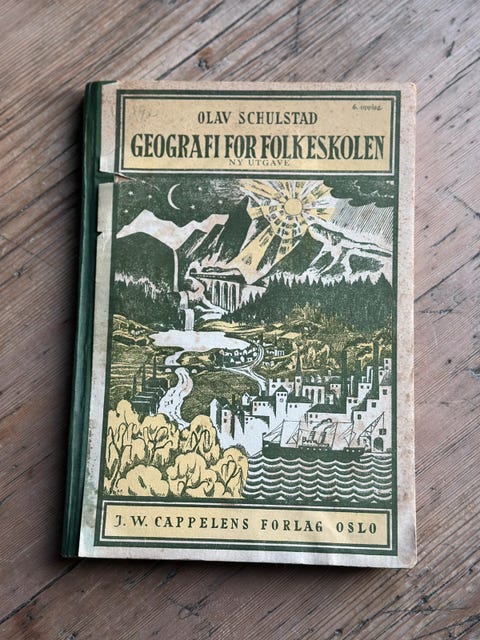 6. opplag.
OLAV SCHULSTAD
GEOGRAFI FOR FOLKESKOLEN
NY UTGAVE
J. W. CAPPELENS FORLAG OSLO